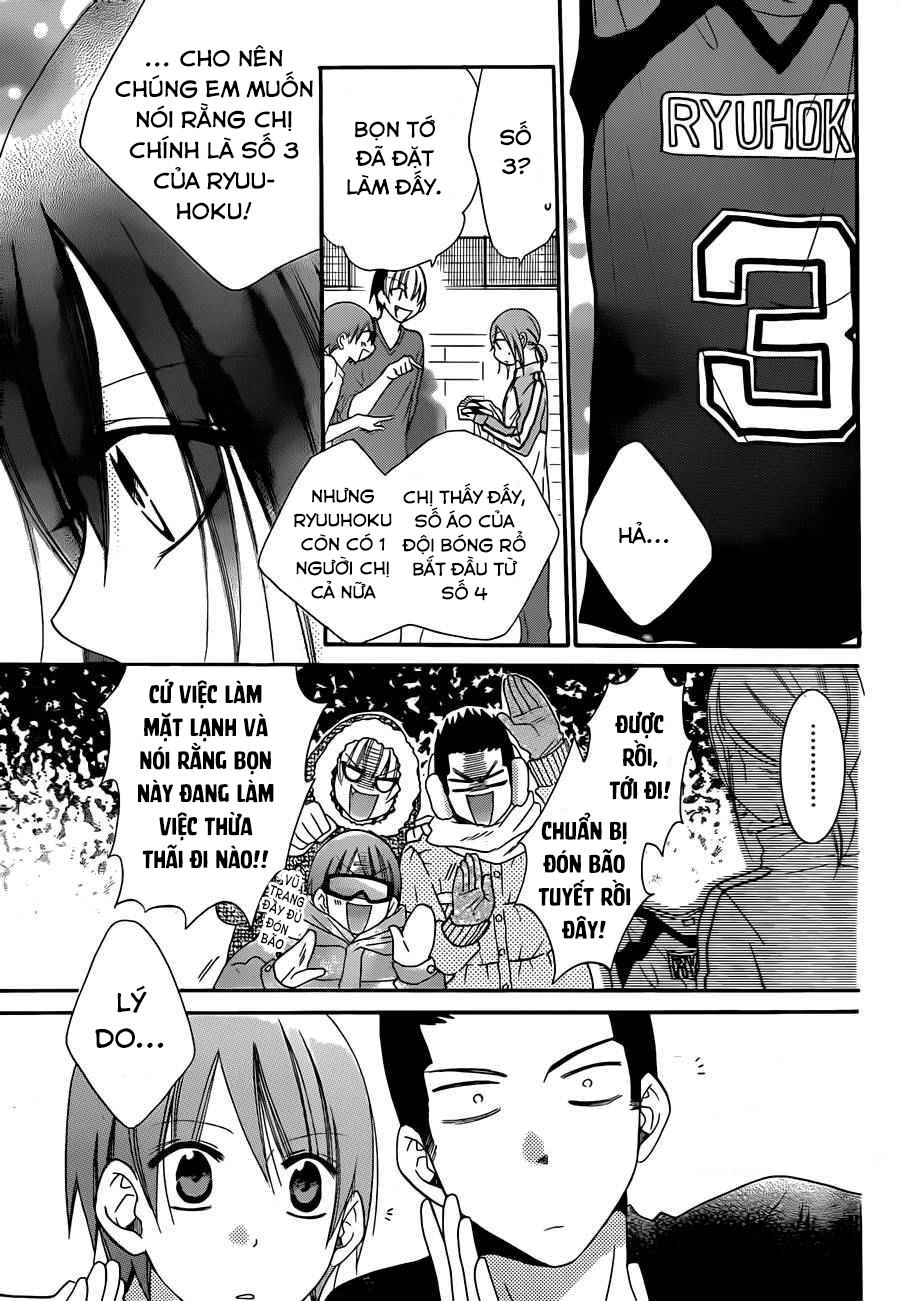 RYUHOKU
3
HẢ...
SỐ
3?
BỌN TỚ
ĐÃ ĐẶT
LÀM ĐẤY.
CHỊ THẤY ĐẤY,
SỐ ÁO CỦA
ĐỘI BÓNG RỔ
BẮT ĐẦU TỪ
SỐ 4
NHƯNG
RYUUHOKU
CÒN CÓ 1
NGƯỜI CHỊ
CẢ NỮA
... CHO NÊN
CHÚNG EM MUỐN
NÓI RẰNG CHỊ
CHÍNH LÀ SỐ 3
CỦA RYUU-
HOKU!
.........
ĐƯỢC
RỒI,
TỚI ĐI!
CHUẨN BỊ
ĐÓN BÃO
TUYẾT RỒI
ĐÂY!
CỨ VIỆC LÀM
MẶT LẠNH VÀ
NÓI RẰNG BỌN
NÀY ĐANG LÀM
VIỆC THỪA
THÃI ĐI NÀO!!
VŨ
TRANG
ĐẦY ĐỦ
ĐÓN
BÃO
LÝ
DO...